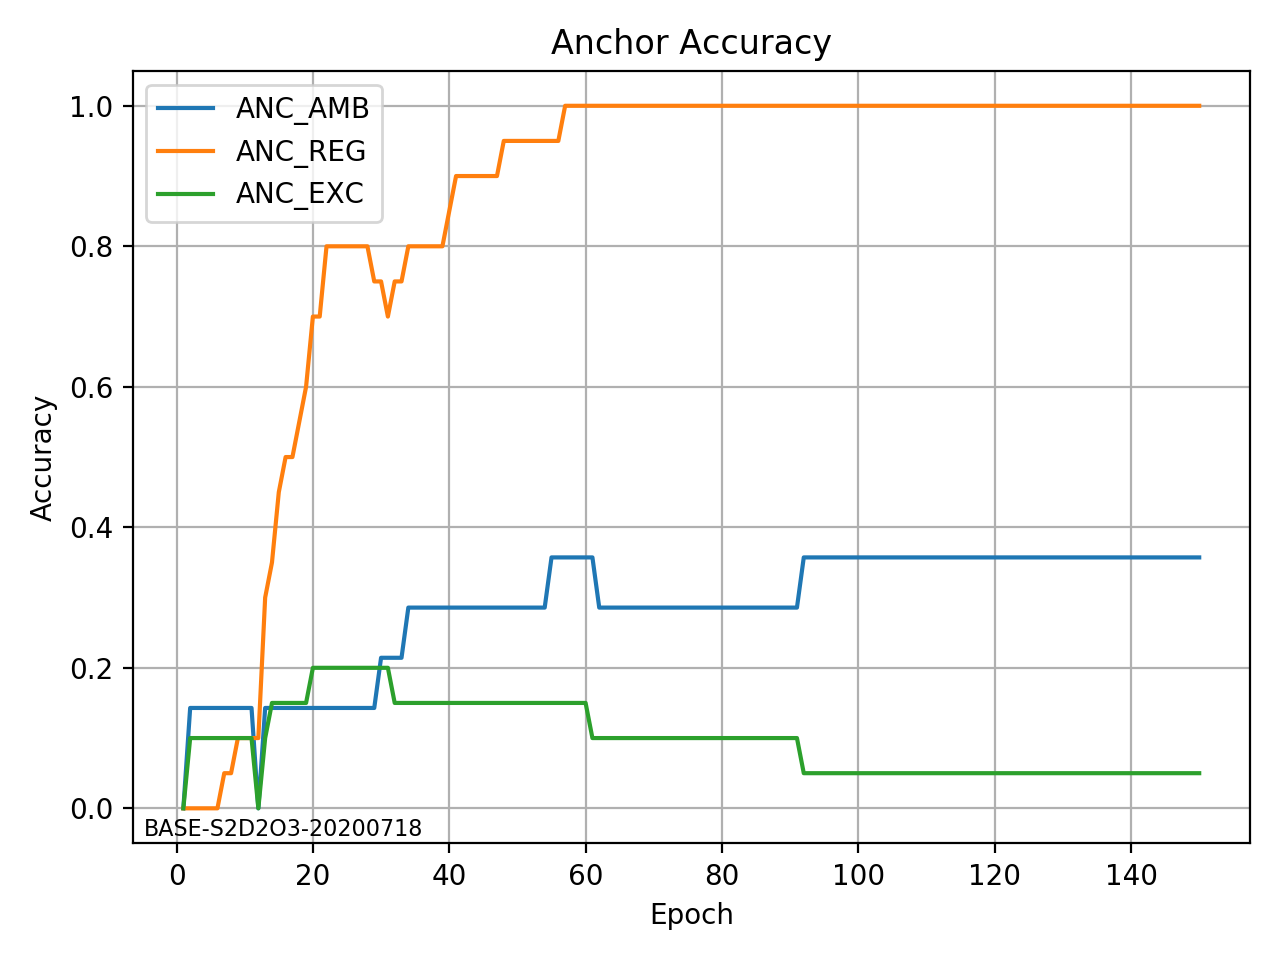 Anchor Accuracy
ANC_AMB
ANC_REG
ANC_EXC
1.0
0.8
0.6
0.4
0.2
0.0
Accuracy
BASE-S2D2O3-20200718
0 20 40 60 80 100 120 140
Epoch